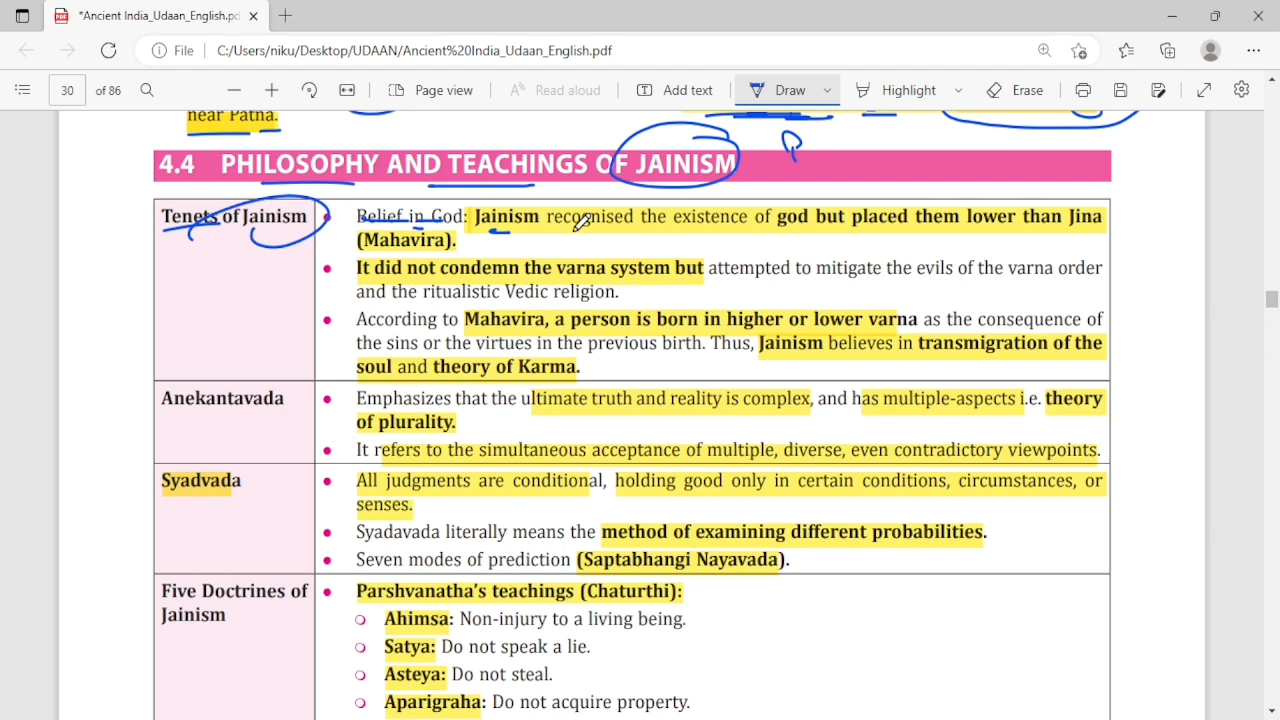 *Ancient India_Udaan_English.pd
File
C:/Users/niku/Desktop/UDAAN/Ancient%20India_Udaan_English.pdf
30 of 86
Page view
Read aloud
Add text
Draw
Highlight
Erase
near Patna.
4.4 PHILOSOPHY AND TEACHINGS OF JAINISM
Tenets of Jainism
• Belief in God: Jainism recognised the existence of god but placed them lower than Jina
(Mahavira).
• It did not condemn the varna system but attempted to mitigate the evils of the varna order
and the ritualistic Vedic religion.
• According to Mahavira, a person is born in higher or lower varna as the consequence of
the sins or the virtues in the previous birth. Thus, Jainism believes in transmigration of the
soul and theory of Karma.
Anekantavada
• Emphasizes that the ultimate truth and reality is complex, and has multiple-aspects i.e. theory
of plurality.
• It refers to the simultaneous acceptance of multiple, diverse, even contradictory viewpoints.
Syadvada
• All judgments are conditional, holding good only in certain conditions, circumstances, or
senses.
• Syadavada literally means the method of examining different probabilities.
• Seven modes of prediction (Saptabhangi Nayavada).
Five Doctrines of
Jainism
• Parshvanatha's teachings (Chaturthi):
○ Ahimsa: Non-injury to a living being.
○ Satya: Do not speak a lie.
○ Asteya: Do not steal.
○ Aparigraha: Do not acquire property.